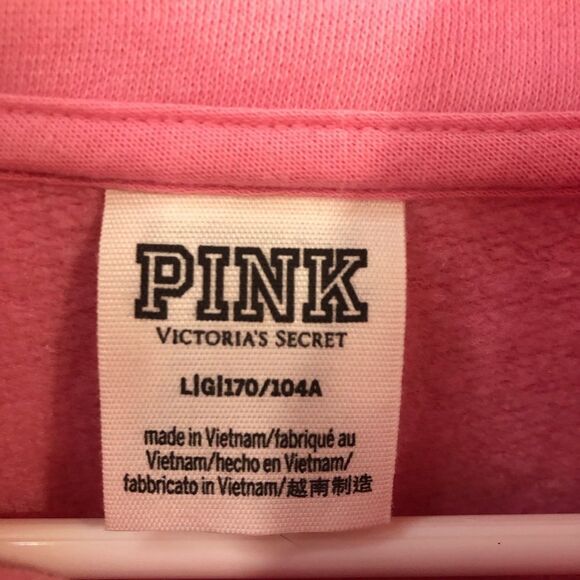 PINK
VICTORIA'S SECRET
L|G|170/104A
made in Vietnam/fabriqué au
Vietnam/hecho en Vietnam/
fabbricato in Vietnam/越南制造